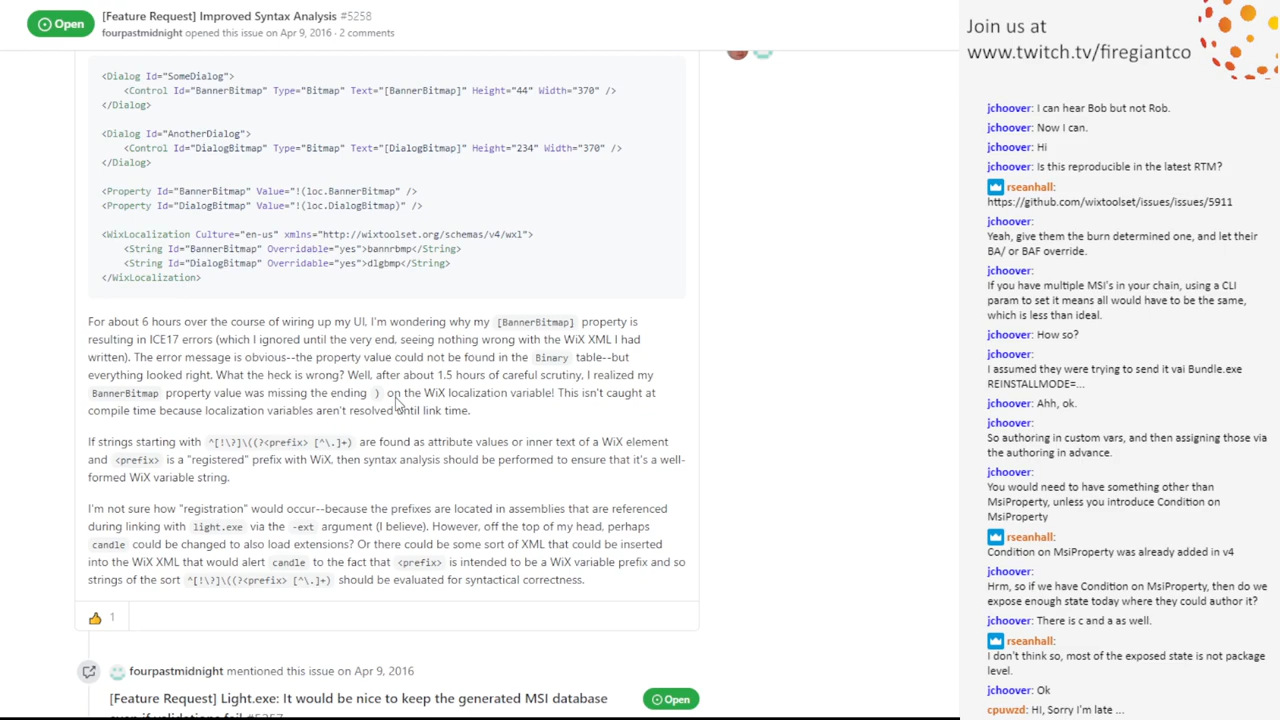 Open
[Feature Request] Improved Syntax Analysis #5258
fourpastmidnight opened this issue on Apr 9, 2016 · 2 comments
<Dialog Id="SomeDialog">
<Control Id="BannerBitmap" Type="Bitmap" Text="[BannerBitmap]" Height="44" Width="370" />
</Dialog>
<Dialog Id="AnotherDialog">
<Control Id="DialogBitmap" Type="Bitmap" Text="[DialogBitmap]" Height="234" Width="370" />
</Dialog>
<Property Id="BannerBitmap" Value="!(loc.BannerBitmap" />
<Property Id="DialogBitmap" Value="!(loc.DialogBitmap)" />
<WixLocalization Culture="en-us" xmlns="http://wixtoolset.org/schemas/v4/wxl">
<String Id="BannerBitmap" Overridable="yes">bannrbmp</String>
<String Id="DialogBitmap" Overridable="yes">dlgbmp</String>
</WixLocalization>
For about 6 hours over the course of wiring up my UI, I'm wondering why my [BannerBitmap] property is
resulting in ICE17 errors (which I ignored until the very end, seeing nothing wrong with the WiX XML I had
written). The error message is obvious--the property value could not be found in the Binary table--but
everything looked right. What the heck is wrong? Well, after about 1.5 hours of careful scrutiny, I realized my
BannerBitmap property value was missing the ending ) on the WiX localization variable! This isn't caught at
compile time because localization variables aren't resolved until link time.
If strings starting with ^[!\?]\((?<prefix> [^\.]+) are found as attribute values or inner text of a WiX element
and <prefix> is a "registered" prefix with WiX, then syntax analysis should be performed to ensure that it's a well-
formed WiX variable string.
I'm not sure how "registration" would occur--because the prefixes are located in assemblies that are referenced
during linking with light.exe via the -ext argument (I believe). However, off the top of my head, perhaps
candle could be changed to also load extensions? Or there could be some sort of XML that could be inserted
into the WiX XML that would alert candle to the fact that <prefix> is intended to be a WiX variable prefix and so
strings of the sort ^[!\?]\((?<prefix> [^\.]+) should be evaluated for syntactical correctness.
1
fourpastmidnight mentioned this issue on Apr 9, 2016
[Feature Request] Light.exe: It would be nice to keep the generated MSI database
even if validations fail #5257
Open
Join us at
www.twitch.tv/firegiantco
jchoover: I can hear Bob but not Rob.
jchoover: Now I can.
jchoover: Hi
jchoover: Is this reproducible in the latest RTM?
rseanhall:
https://github.com/wixtoolset/issues/issues/5911
jchoover:
Yeah, give them the burn determined one, and let their
BA/ or BAF override.
jchoover:
If you have multiple MSI's in your chain, using a CLI
param to set it means all would have to be the same,
which is less than ideal.
jchoover: How so?
jchoover:
I assumed they were trying to send it vai Bundle.exe
REINSTALLMODE=...
jchoover: Ahh, ok.
jchoover:
So authoring in custom vars, and then assigning those via
the authoring in advance.
jchoover:
You would need to have something other than
MsiProperty, unless you introduce Condition on
MsiProperty
rseanhall:
Condition on MsiProperty was already added in v4
jchoover:
Hrm, so if we have Condition on MsiProperty, then do we
expose enough state today where they could author it?
jchoover: There is c and a as well.
rseanhall:
I don't think so, most of the exposed state is not package
level.
jchoover: Ok
cpuwzd: HI, Sorry I'm late ...